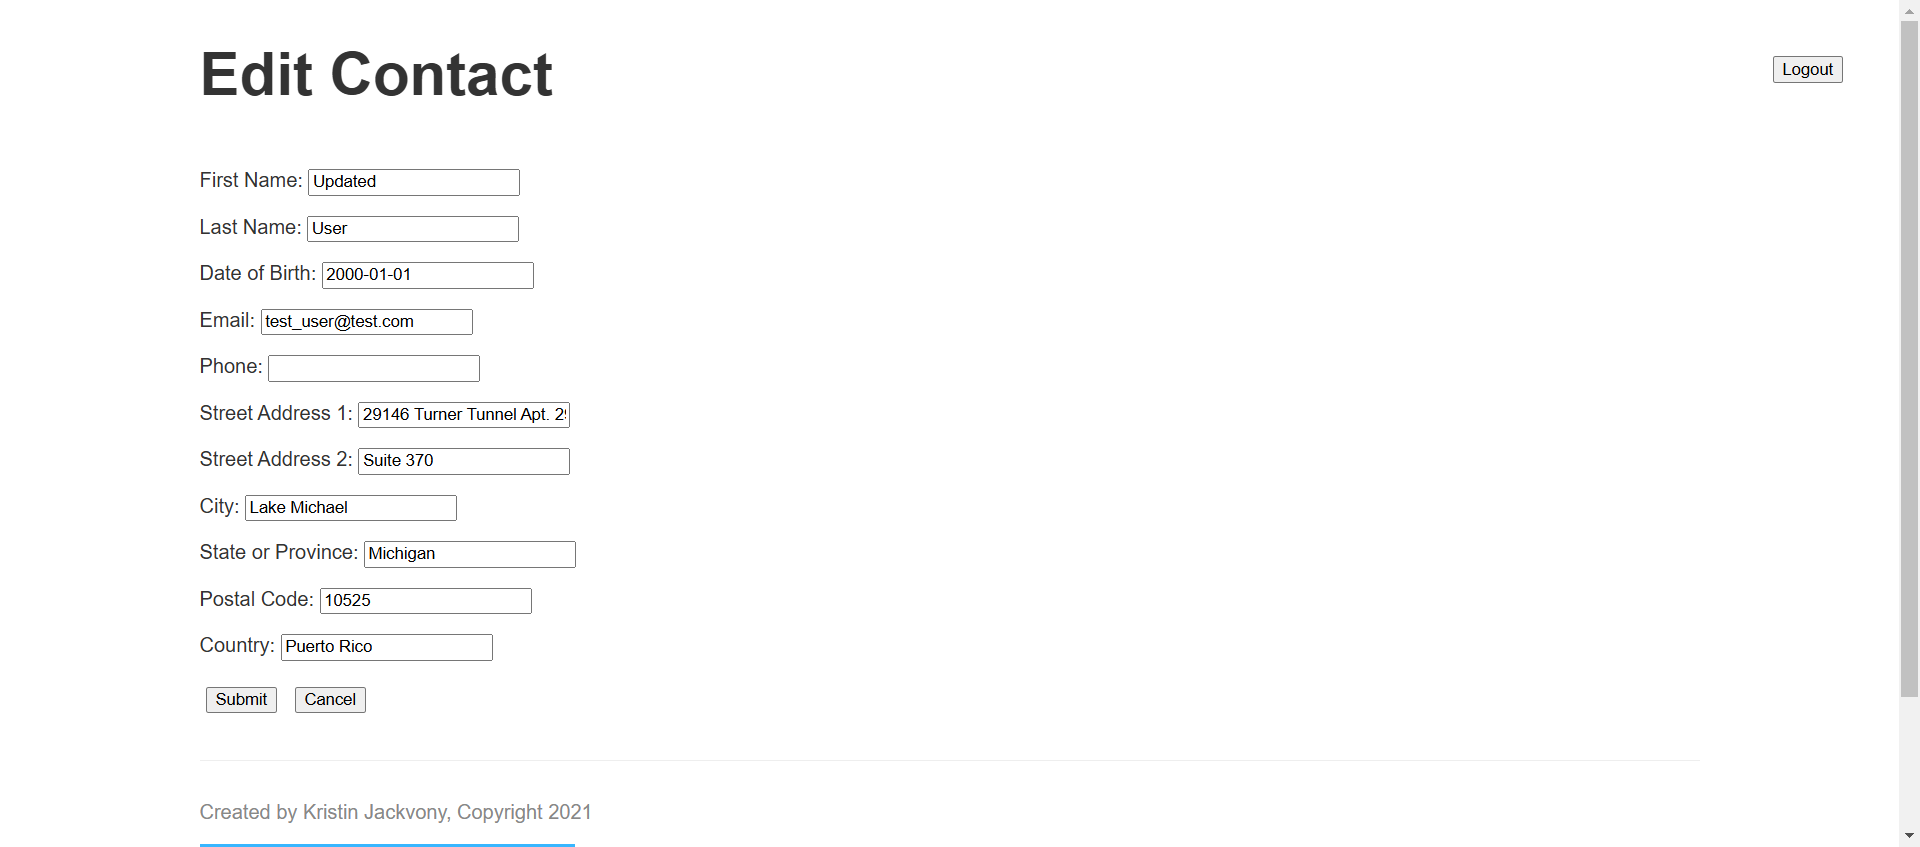 Edit Contact
Logout
First Name: Updated
Last Name: User
Date of Birth: 2000-01-01
Email: test_user@test.com
Phone:
Street Address 1: 29146 Turner Tunnel Apt. 2
Street Address 2: Suite 370
City: Lake Michael
State or Province: Michigan
Postal Code: 10525
Country: Puerto Rico
Submit Cancel
Created by Kristin Jackvony, Copyright 2021